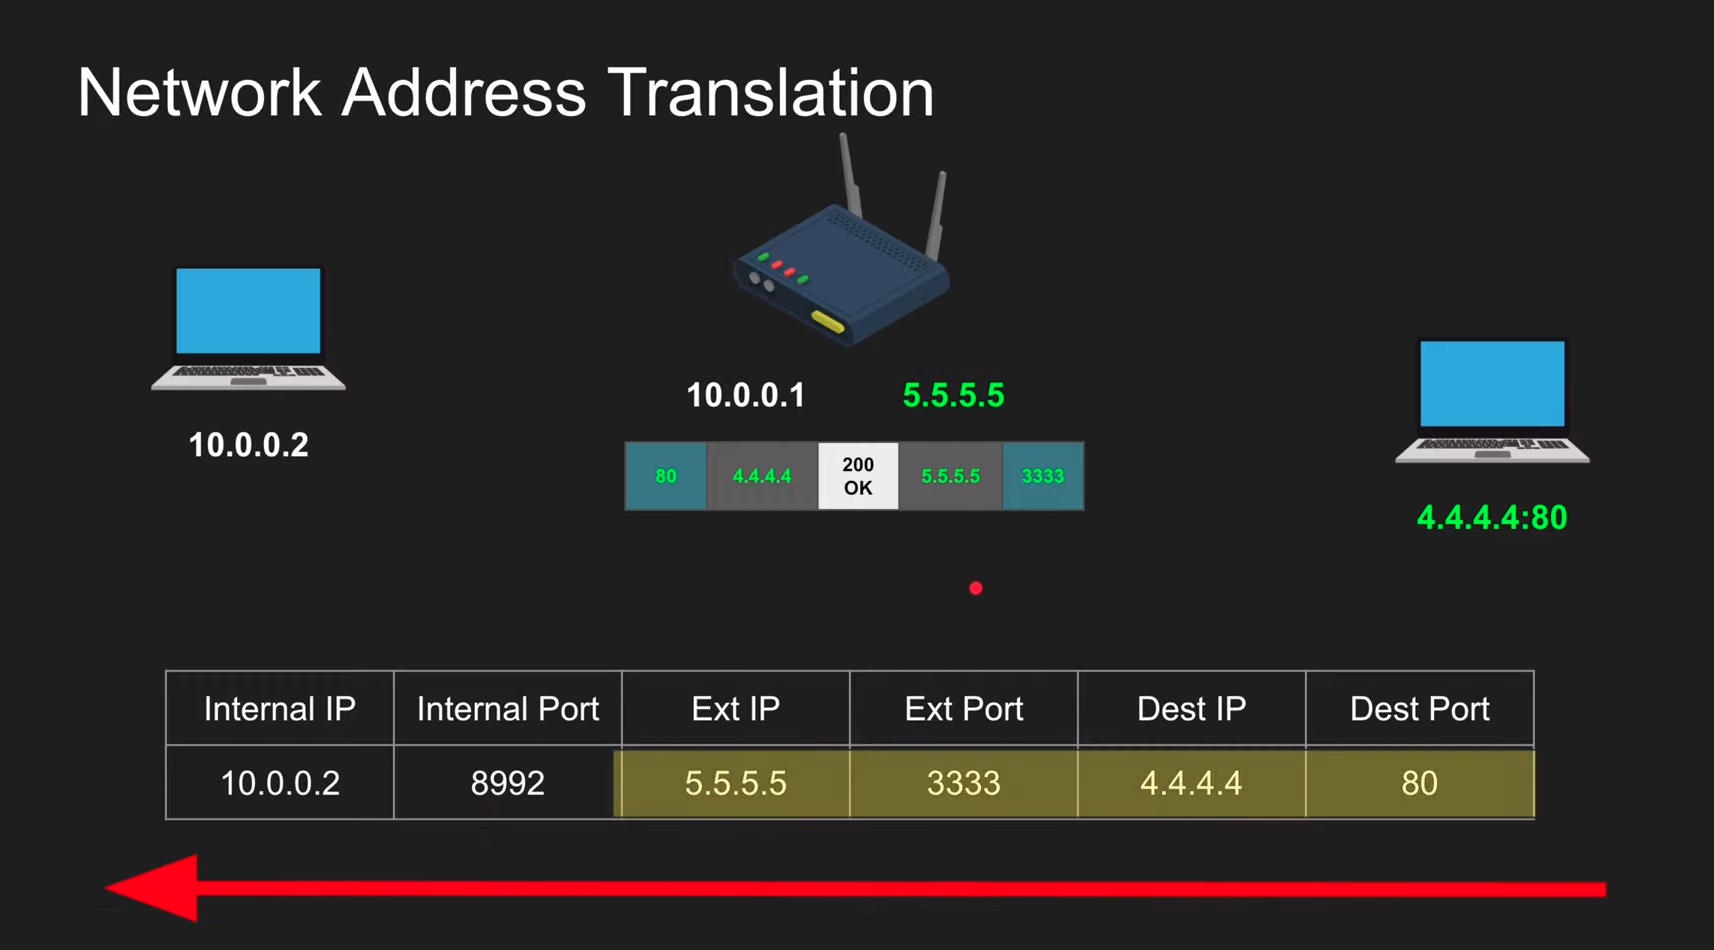 Network Address Translation
10.0.0.1 5.5.5.5
10.0.0.2
80 4.4.4.4 200 OK 5.5.5.5 3333
4.4.4.4:80
Internal IP Internal Port Ext IP Ext Port Dest IP Dest Port
10.0.0.2 8992 5.5.5.5 3333 4.4.4.4 80